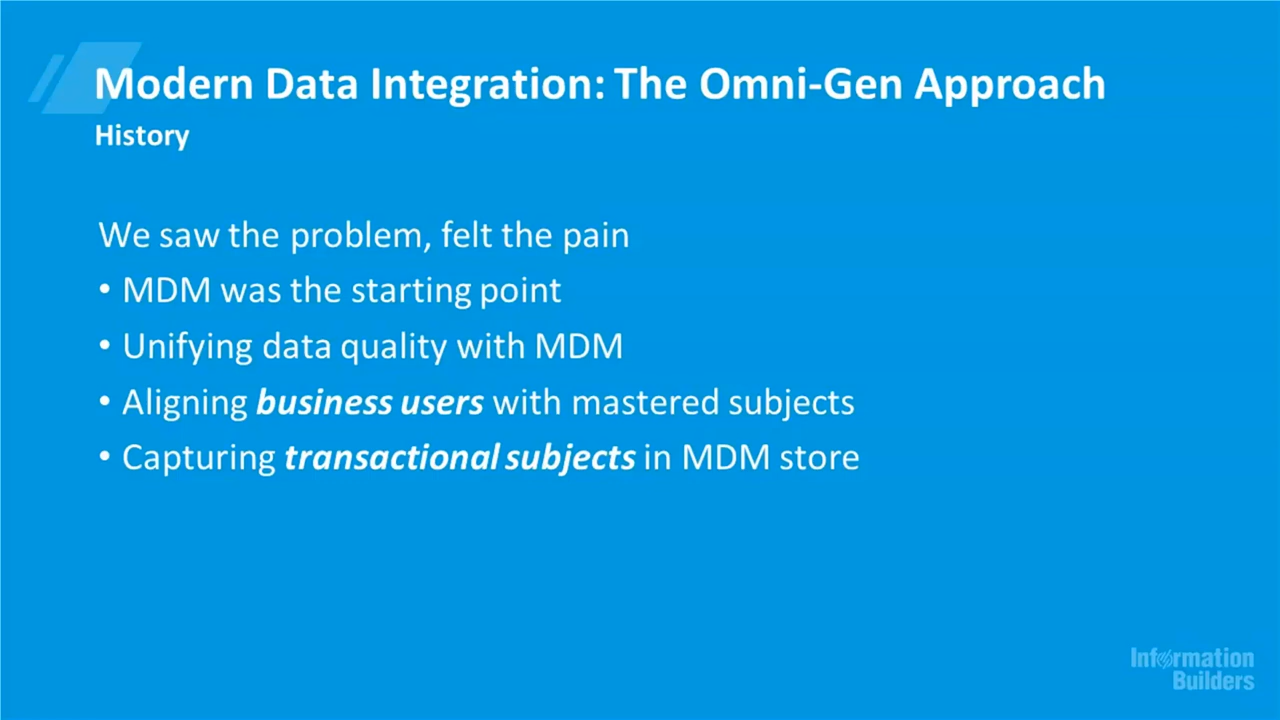 Modern Data Integration: The Omni-Gen Approach
History
We saw the problem, felt the pain
• MDM was the starting point
• Unifying data quality with MDM
• Aligning business users with mastered subjects
• Capturing transactional subjects in MDM store
Information
Builders